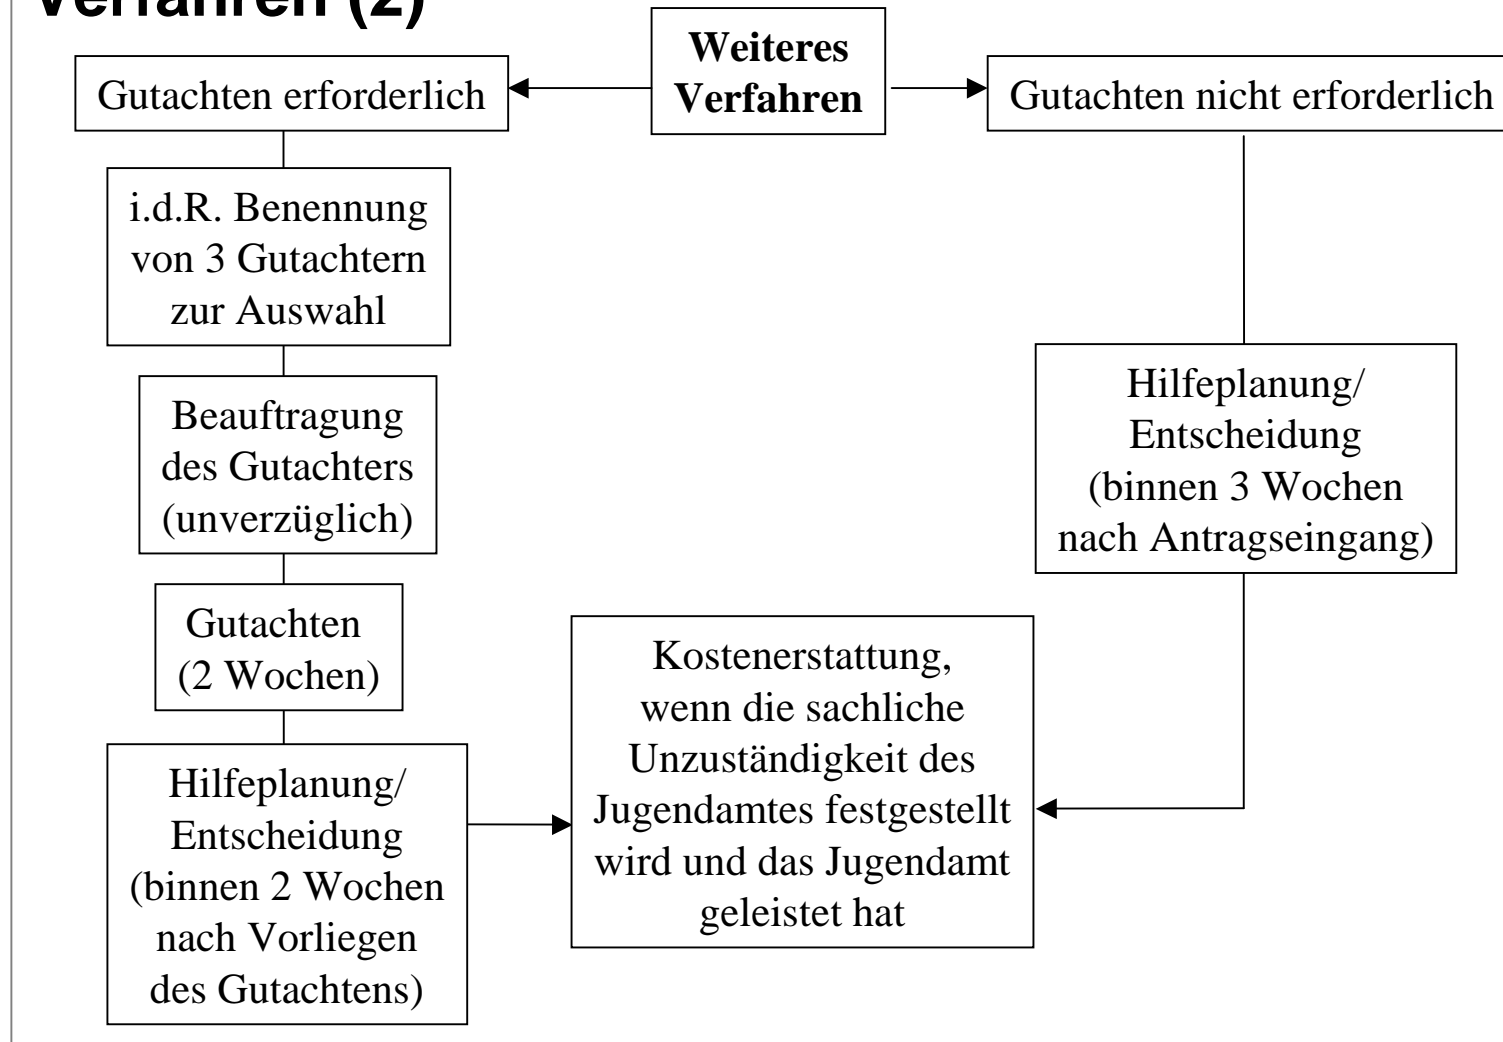 Verfahren (2)
Weiteres
Verfahren
Gutachten erforderlich
Gutachten nicht erforderlich
i.d.R. Benennung
von 3 Gutachtern
zur Auswahl
Beauftragung
des Gutachters
(unverzüglich)
Gutachten
(2 Wochen)
Hilfeplanung/
Entscheidung
(binnen 2 Wochen
nach Vorliegen
des Gutachtens)
Hilfeplanung/
Entscheidung
(binnen 3 Wochen
nach Antragseingang)
Kostenerstattung,
wenn die sachliche
Unzuständigkeit des
Jugendamtes festgestellt
wird und das Jugendamt
geleistet hat